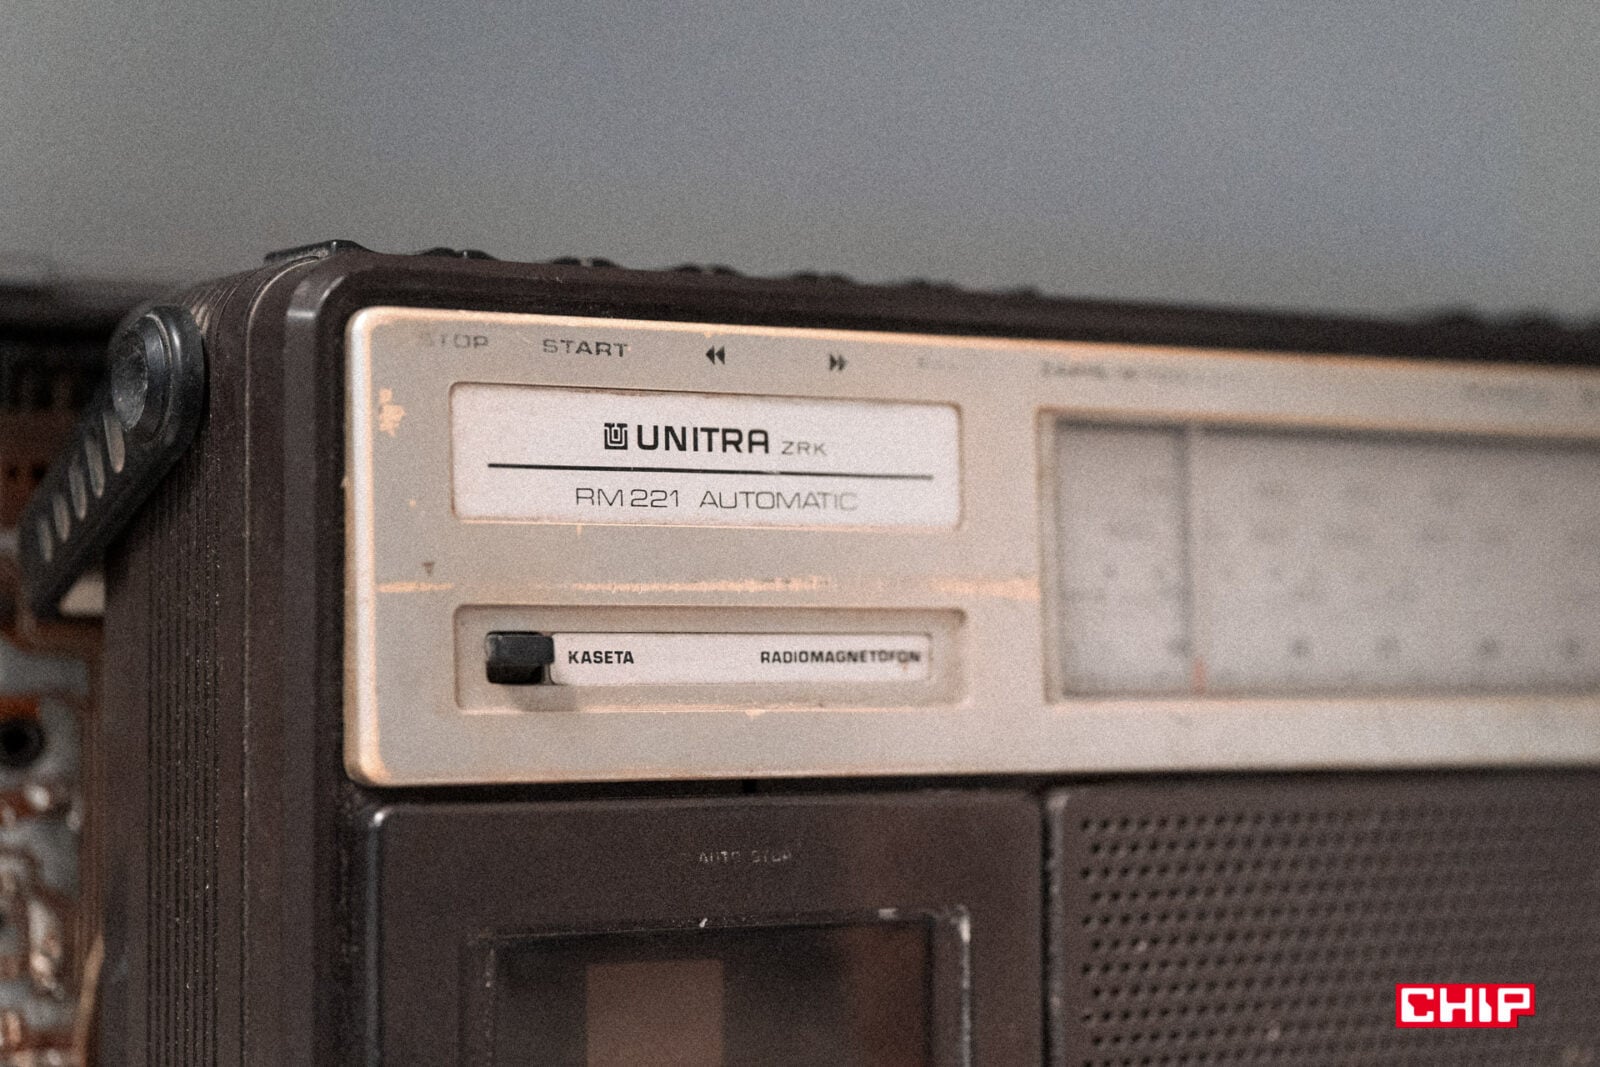 STOP START
UNITRA ZRK
RM 221 AUTOMATIC
KASETA RADIOMAGNETOFON
AUTO STOP
CHIP